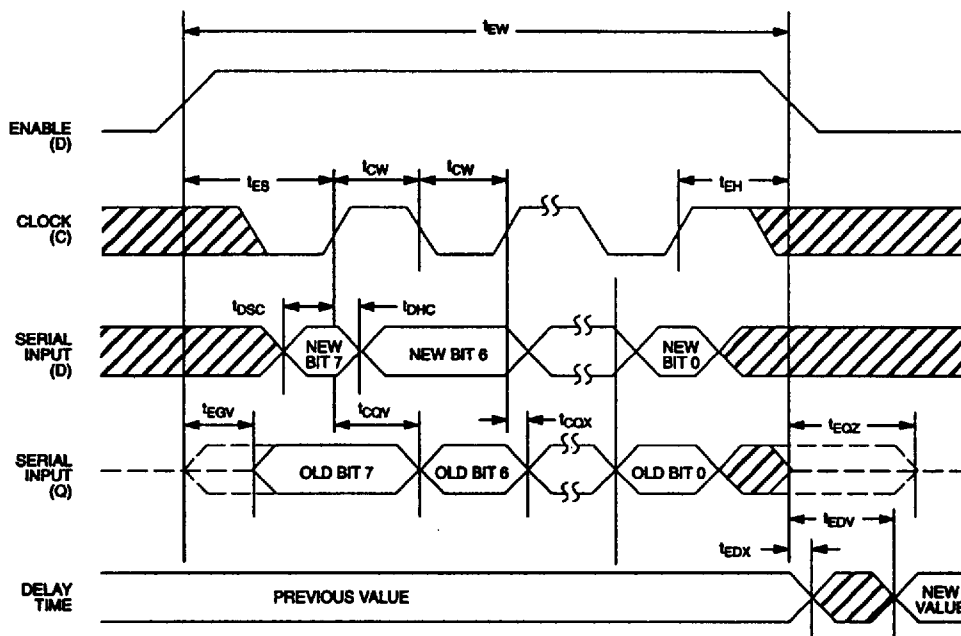 tEW
ENABLE
(D)
tES
tCW
tCW
tEH
CLOCK
(C)
tDSC
tDHC
SERIAL
INPUT
(D)
NEW
BIT 7
NEW BIT 6
NEW
BIT 0
tEGV
tCQV
tCQX
tEQZ
SERIAL
INPUT
(Q)
OLD BIT 7
OLD BIT 6
OLD BIT 0
tEDV
tEDX
DELAY
TIME
PREVIOUS VALUE
NEW
VALUE